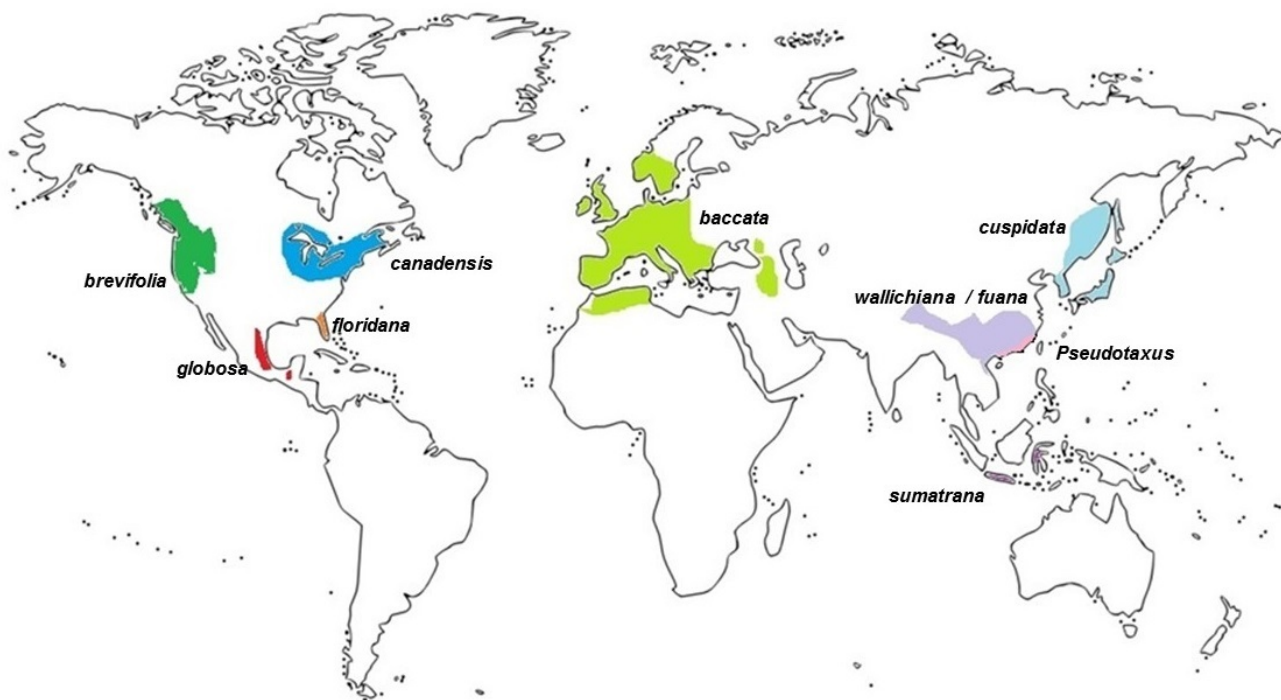 baccata
cuspidata
canadensis
brevifolia
wallichiana / fuana
floridana
Pseudotaxus
globosa
sumatrana